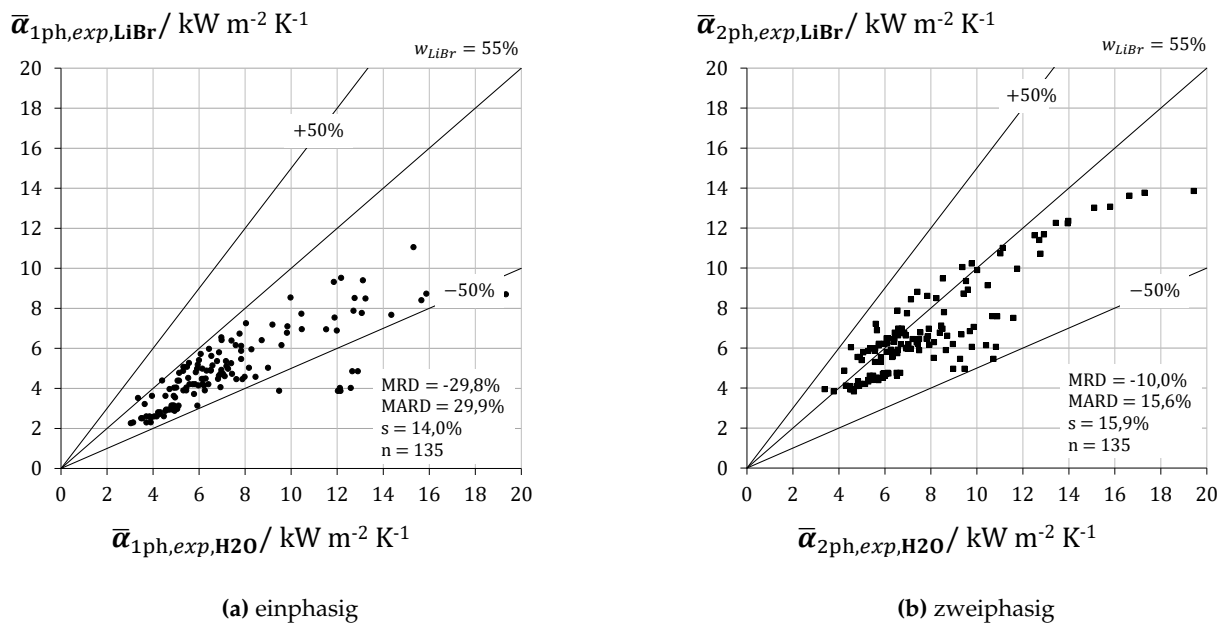 ᾱ1ph,exp,LiBr/ kW m-2 K-1
wLiBr = 55%
20
18
16
14
12
10
8
6
4
2
0
+50%
−50%
MRD = -29,8%
MARD = 29,9%
s = 14,0%
n = 135
0 2 4 6 8 10 12 14 16 18 20
ᾱ1ph,exp,H2O/ kW m-2 K-1
(a) einphasig
ᾱ2ph,exp,LiBr/ kW m-2 K-1
wLiBr = 55%
20
18
16
14
12
10
8
6
4
2
0
+50%
−50%
MRD = -10,0%
MARD = 15,6%
s = 15,9%
n = 135
0 2 4 6 8 10 12 14 16 18 20
ᾱ2ph,exp,H2O/ kW m-2 K-1
(b) zweiphasig